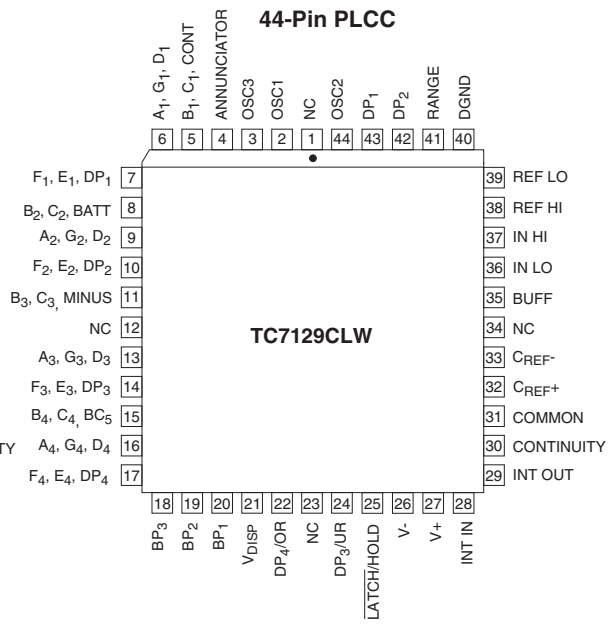 44-Pin PLCC
A1, G1, D1
B1, C1, CONT
ANNUNCIATOR
OSC3
OSC1
NC
OSC2
DP1
DP2
RANGE
DGND
6 5 4 3 2 1 44 43 42 41 40
F1, E1, DP1 7
B2, C2, BATT 8
A2, G2, D2 9
F2, E2, DP2 10
B3, C3, MINUS 11
NC 12
A3, G3, D3 13
F3, E3, DP3 14
B4, C4, BC5 15
TY A4, G4, D4 16
F4, E4, DP4 17
TC7129CLW
39 REF LO
38 REF HI
37 IN HI
36 IN LO
35 BUFF
34 NC
33 CREF-
32 CREF+
31 COMMON
30 CONTINUITY
29 INT OUT
18 19 20 21 22 23 24 25 26 27 28
BP3
BP2
BP1
VDISP
DP4/OR
NC
DP3/UR
LATCH/HOLD
V-
V+
INT IN